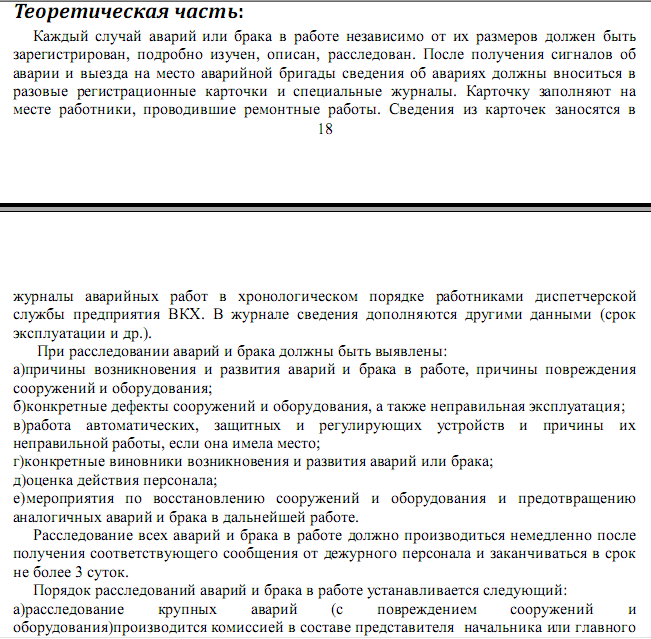 Теоретическая часть:
Каждый случай аварий или брака в работе независимо от их размеров должен быть
зарегистрирован, подробно изучен, описан, расследован. После получения сигналов об
аварии и выезда на место аварийной бригады сведения об авариях должны вноситься в
разовые регистрационные карточки и специальные журналы. Карточку заполняют на
месте работники, проводившие ремонтные работы. Сведения из карточек заносятся в
18
журналы аварийных работ в хронологическом порядке работниками диспетчерской
службы предприятия ВКХ. В журнале сведения дополняются другими данными (срок
эксплуатации и др.).
При расследовании аварий и брака должны быть выявлены:
а)причины возникновения и развития аварий и брака в работе, причины повреждения
сооружений и оборудования;
б)конкретные дефекты сооружений и оборудования, а также неправильная эксплуатация;
в)работа автоматических, защитных и регулирующих устройств и причины их
неправильной работы, если она имела место;
г)конкретные виновники возникновения и развития аварий или брака;
д)оценка действия персонала;
е)мероприятия по восстановлению сооружений и оборудования и предотвращению
аналогичных аварий и брака в дальнейшей работе.
Расследование всех аварий и брака в работе должно производиться немедленно после
получения соответствующего сообщения от дежурного персонала и заканчиваться в срок
не более 3 суток.
Порядок расследований аварий и брака в работе устанавливается следующий:
а)расследование крупных аварий (с повреждением сооружений и
оборудования)производится комиссией в составе представителя начальника или главного